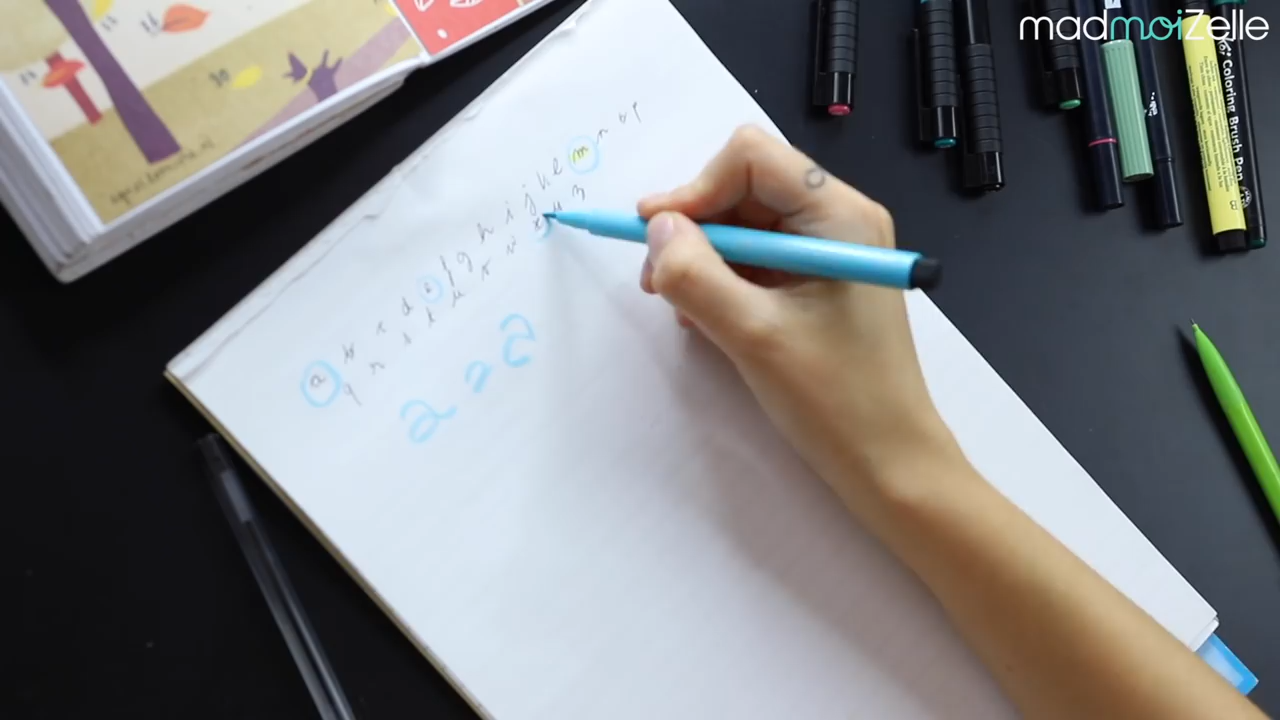 madmoiZelle
a b c d e f g h i j k l m n o p
q r s t u v w x y z
a a a
Coloring Brush Pen